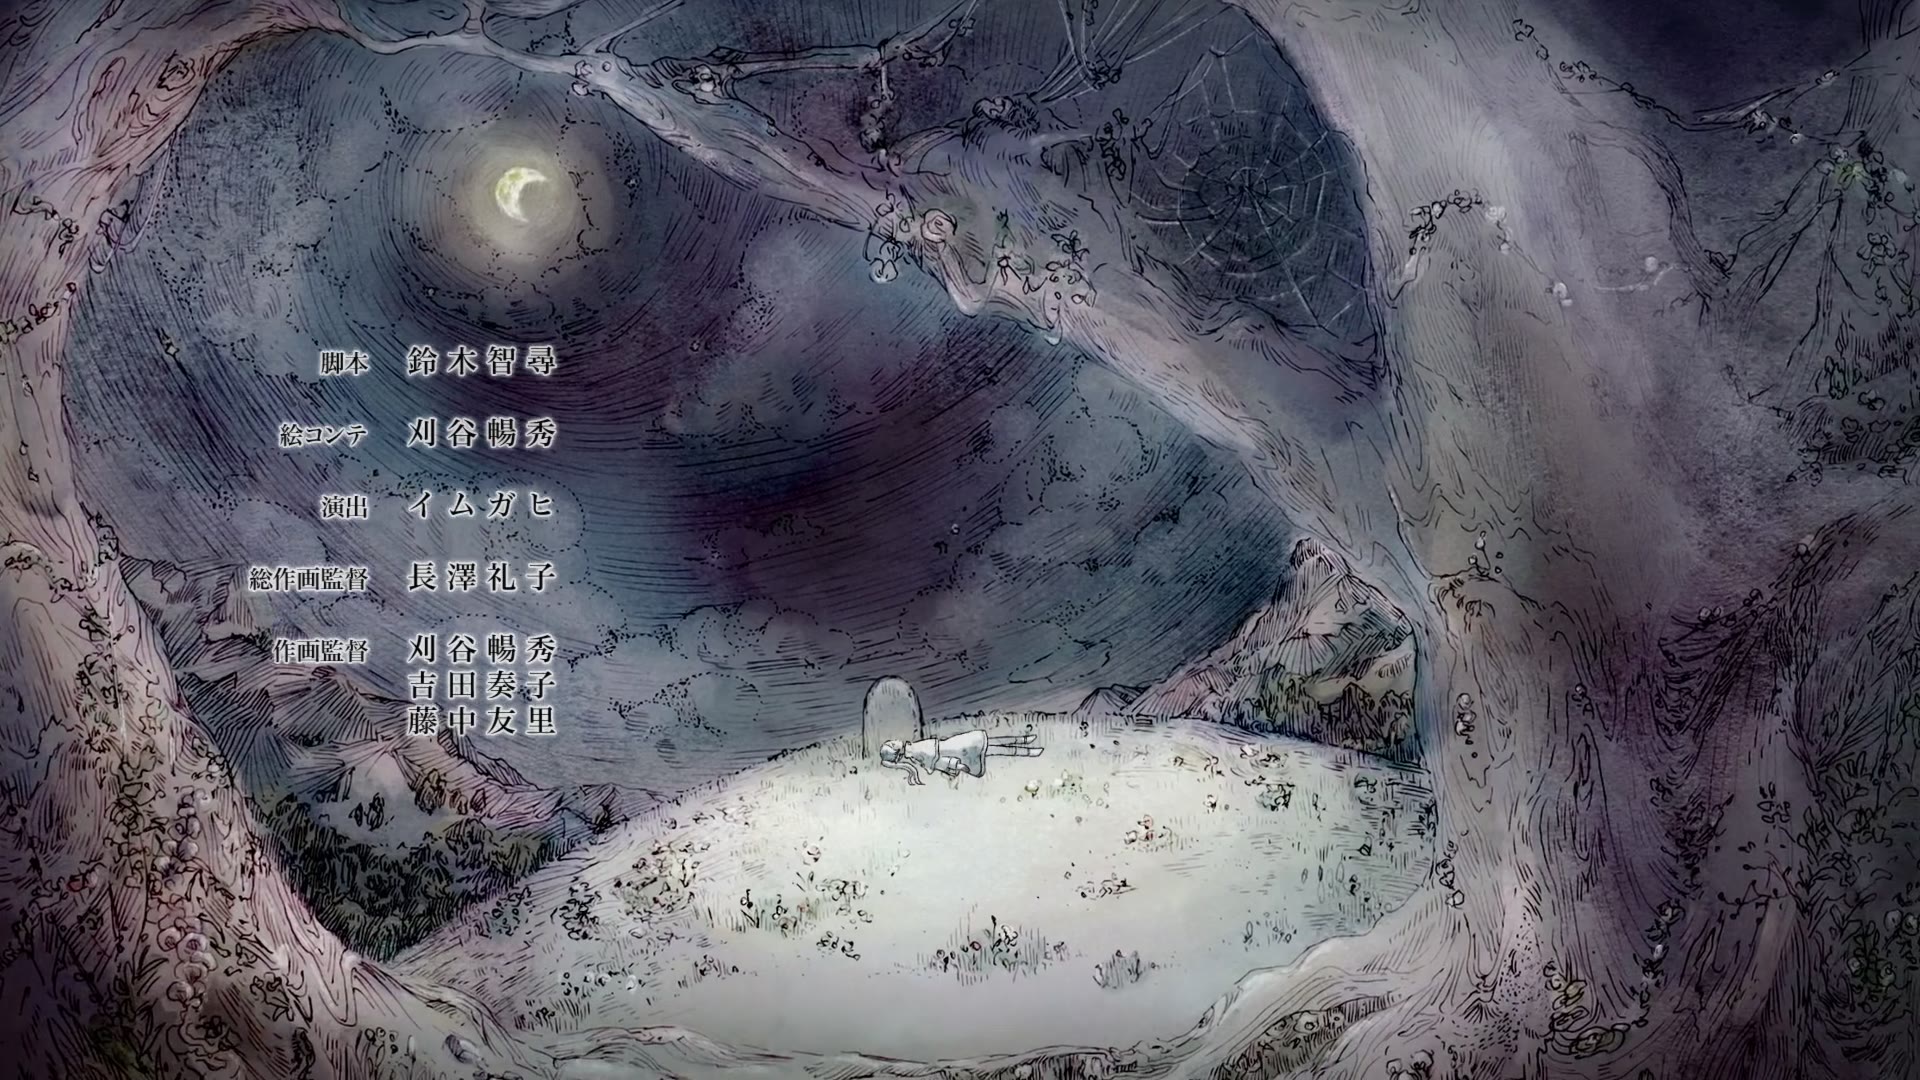 脚本 鈴木智尋
絵コンテ 刈谷暢秀
演出 イムガヒ
総作画監督 長澤礼子
作画監督 刈谷暢秀
吉田奏子
藤中友里